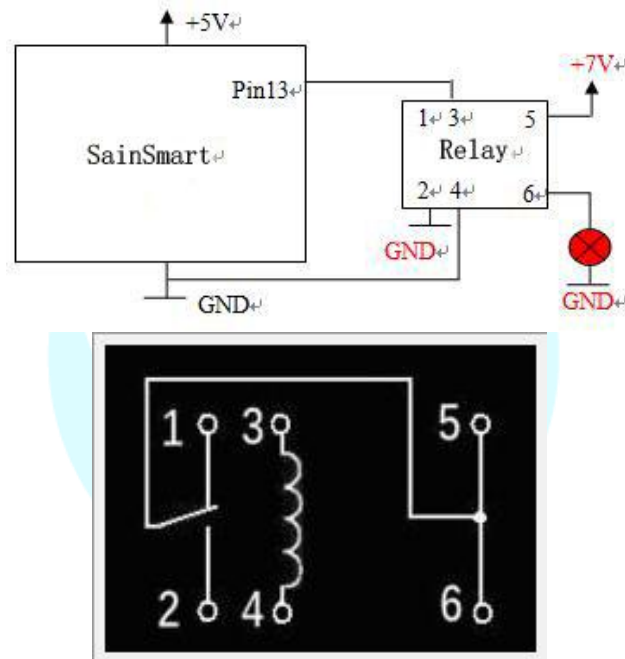 +5V↵
Pin13↵
SainSmart↵
+7V↵
1↵ 3↵ 5
Relay↵
2↵ 4↵ 6↵
GND↵
GND↵
GND↵
1 3 5
2 4 6